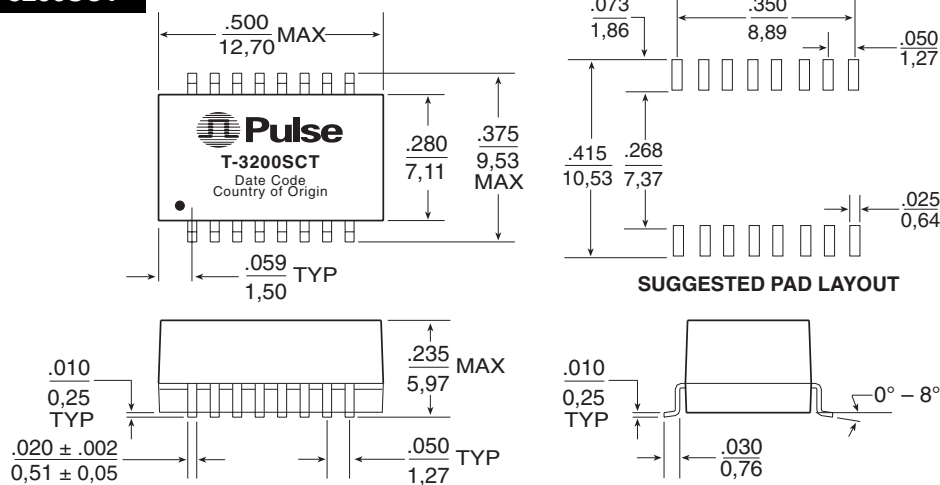 .500
12,70 MAX
Pulse
T-3200SCT
Date Code
Country of Origin
.280
7,11
.375
9,53
MAX
.059
1,50 TYP
.073
1,86
.350
8,89
.050
1,27
.415
10,53
.268
7,37
.025
0,64
SUGGESTED PAD LAYOUT
.010
0,25
TYP
.020 ± .002
0,51 ± 0,05
.235
5,97 MAX
.050
1,27 TYP
.010
0,25
TYP
.030
0,76
0° – 8°